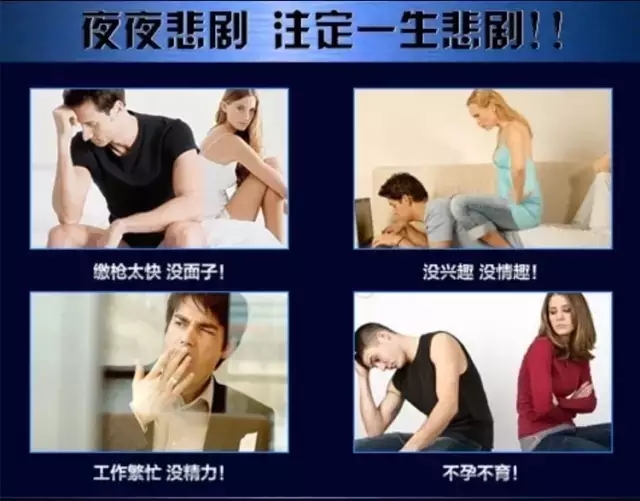 夜夜悲剧 注定一生悲剧!!
缴枪太快 没面子!
没兴趣 没情趣!
工作繁忙 没精力!
不孕不育!